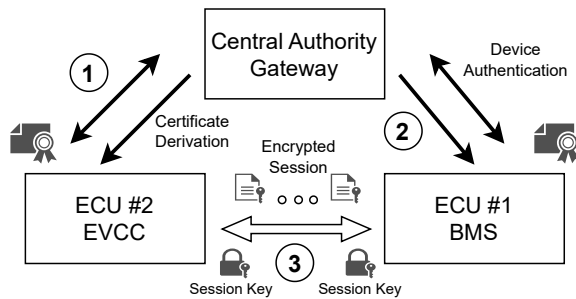 Central Authority
Gateway
1
Device
Authentication
Certificate
Derivation
2
Encrypted
Session
ECU #2
EVCC
ECU #1
BMS
3
Session Key
Session Key